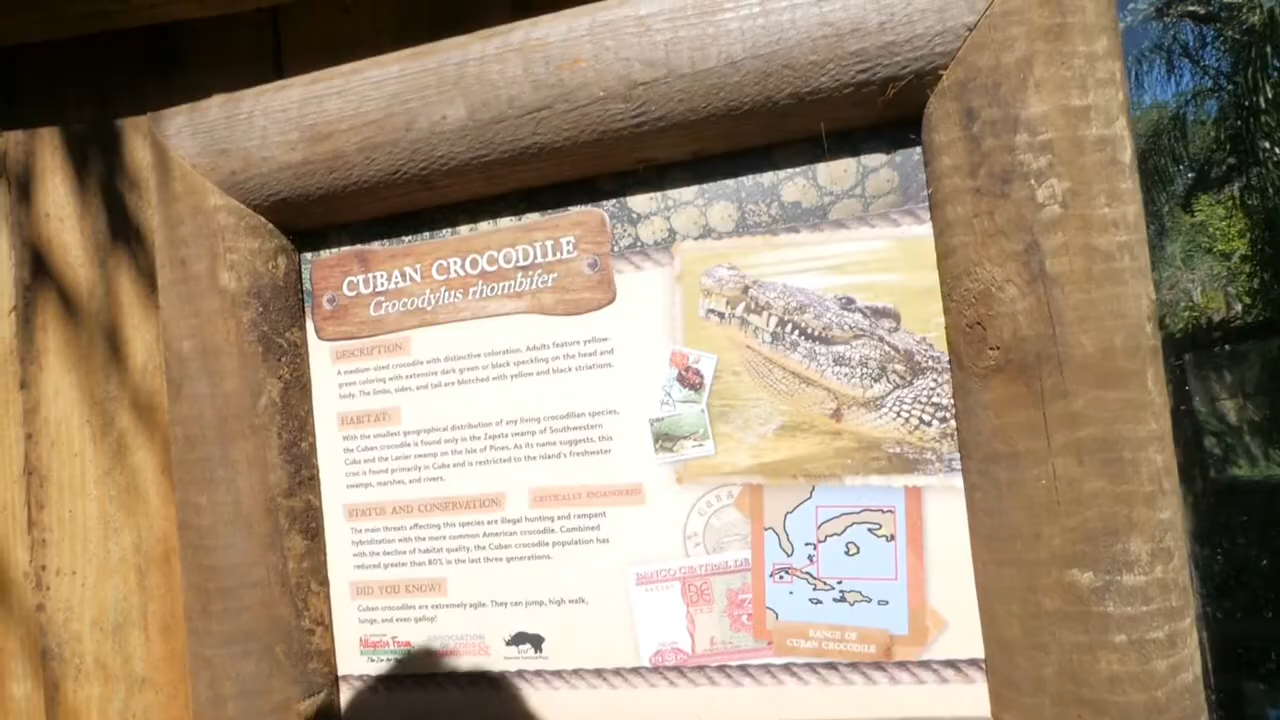 CUBAN CROCODILE
Crocodylus rhombifer
DESCRIPTION:
A medium-sized crocodile with distinctive coloration. Adults feature yellow-
green coloring with extensive dark green or black speckling on the head and
body. The limbs, sides, and tail are blotched with yellow and black striations.
HABITAT:
With the smallest geographical distribution of any living crocodilian species,
the Cuban crocodile is found only in the Zapata swamp of Southwestern
Cuba and the Lanier swamp on the Isle of Pines. As its name suggests, this
croc is found primarily in Cuba and is restricted to the island's freshwater
swamps, marshes, and rivers.
STATUS AND CONSERVATION:
CRITICALLY ENDANGERED
The main threats affecting this species are illegal hunting and rampant
hybridization with the more common American crocodile. Combined
with the decline of habitat quality, the Cuban crocodile population has
reduced greater than 80% in the last three generations.
DID YOU KNOW?
Cuban crocodiles are extremely agile. They can jump, high walk,
lunge, and even gallop!
Alligator Farm
ASSOCIATION
OF ZOOS &
AQUARIUMS
CUBA
BANCO CENTRAL DE
RANGE OF
CUBAN CROCODILE